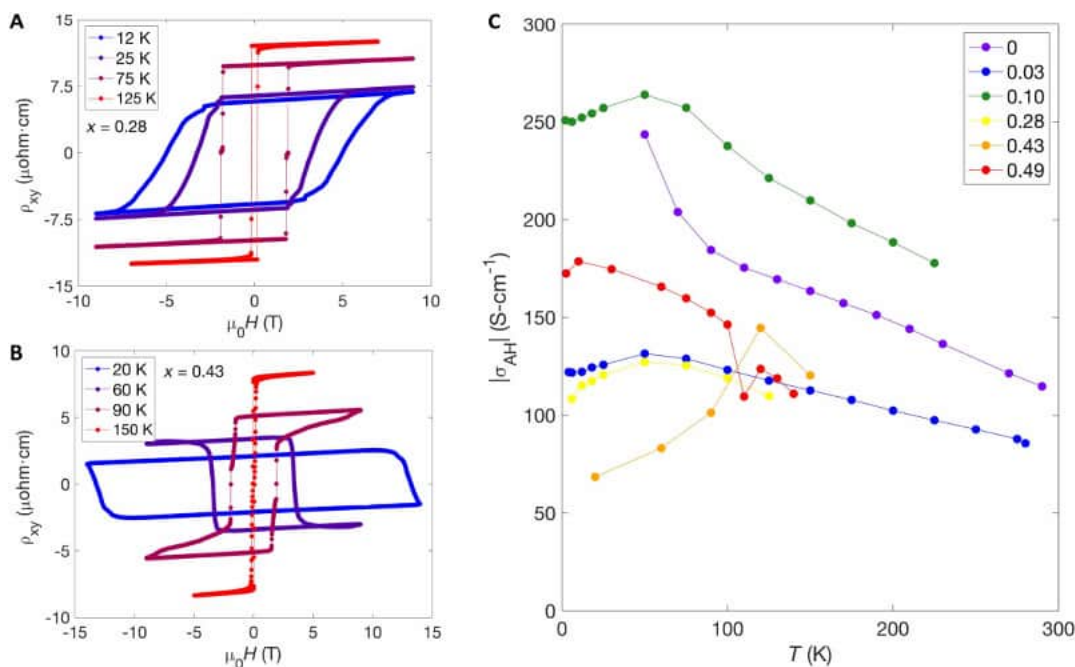 A
15
7.5
0
-7.5
-15
ρxy (μohm·cm)
12 K
25 K
75 K
125 K
x = 0.28
-10
-5
0
5
10
μ0H (T)
B
10
5
0
-5
-10
ρxy (μohm·cm)
20 K
60 K
90 K
150 K
x = 0.43
-15
-10
-5
0
5
10
15
μ0H (T)
C
300
250
200
150
100
50
0
|σAH| (S-cm⁻¹)
0
0.03
0.10
0.28
0.43
0.49
0
100
200
300
T (K)